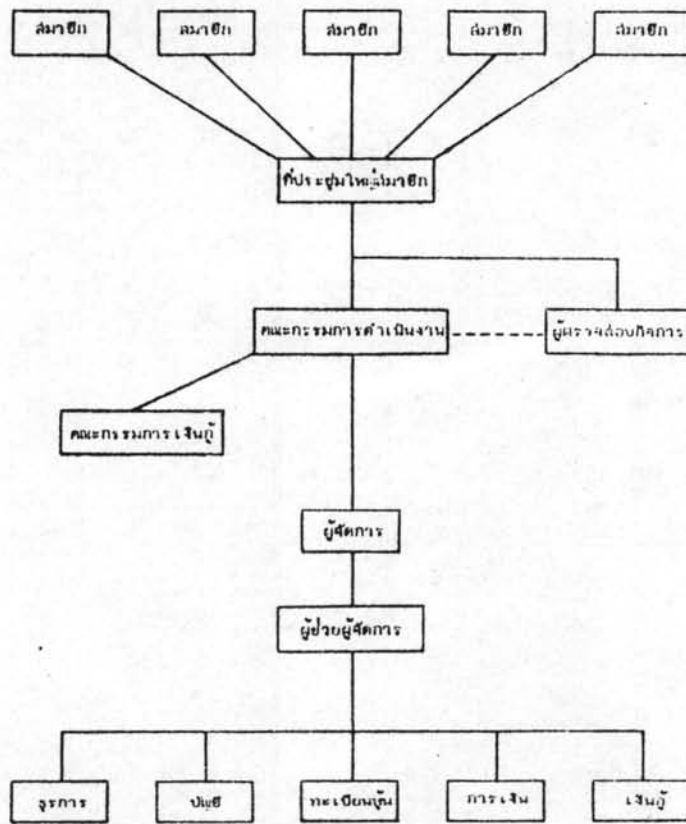 สมาชิก สมาชิก สมาชิก สมาชิก สมาชิก
ที่ประชุมใหญ่สมาชิก
คณะกรรมการดำเนินงาน ผู้ตรวจสอบกิจการ
คณะกรรมการเงินกู้
ผู้จัดการ
ผู้ช่วยผู้จัดการ
ธุรการ บัญชี ทะเบียนหุ้น การเงิน เงินกู้